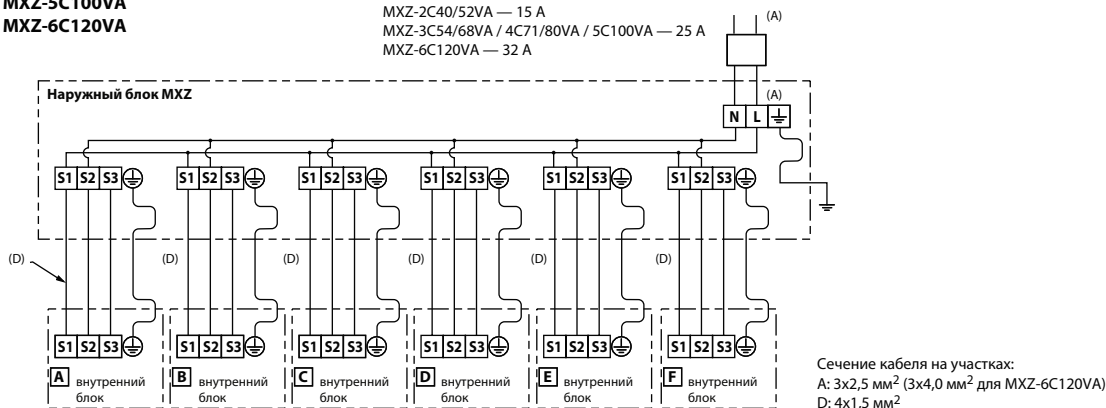 MXZ-5C100VA
MXZ-6C120VA
MXZ-2C40/52VA — 15 A
MXZ-3C54/68VA / 4C71/80VA / 5C100VA — 25 A
MXZ-6C120VA — 32 A
(A)
Наружный блок MXZ
(A)
N L
S1 S2 S3 S1 S2 S3 S1 S2 S3 S1 S2 S3 S1 S2 S3 S1 S2 S3
(D) (D) (D) (D) (D) (D)
S1 S2 S3 S1 S2 S3 S1 S2 S3 S1 S2 S3 S1 S2 S3 S1 S2 S3
A внутренний блок
B внутренний блок
C внутренний блок
D внутренний блок
E внутренний блок
F внутренний блок
Сечение кабеля на участках:
A: 3x2,5 мм2 (3x4,0 мм2 для MXZ-6C120VA)
D: 4x1,5 мм2